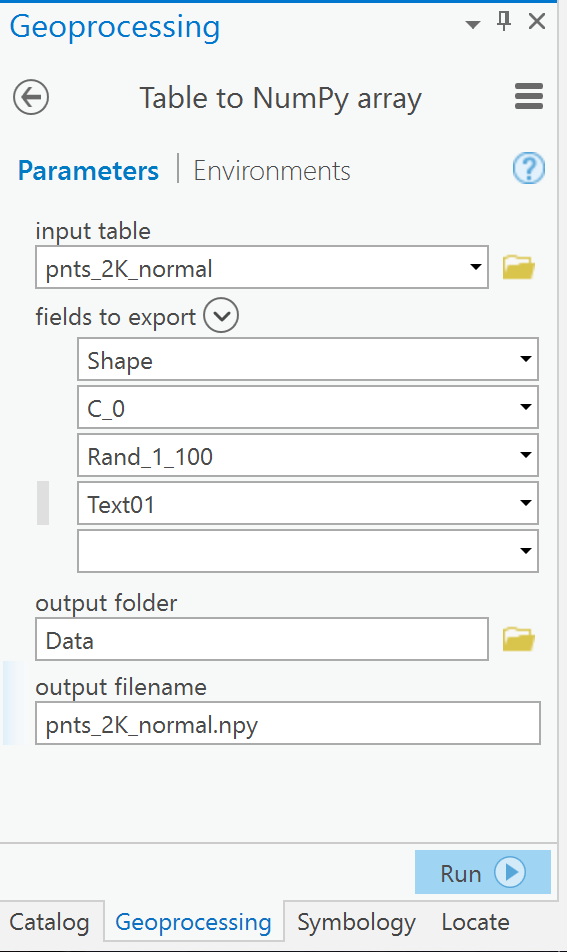 Geoprocessing
Table to NumPy array
Parameters | Environments ?
input table
pnts_2K_normal
fields to export
Shape
C_0
Rand_1_100
Text01
output folder
Data
output filename
pnts_2K_normal.npy
Run
Catalog Geoprocessing Symbology Locate